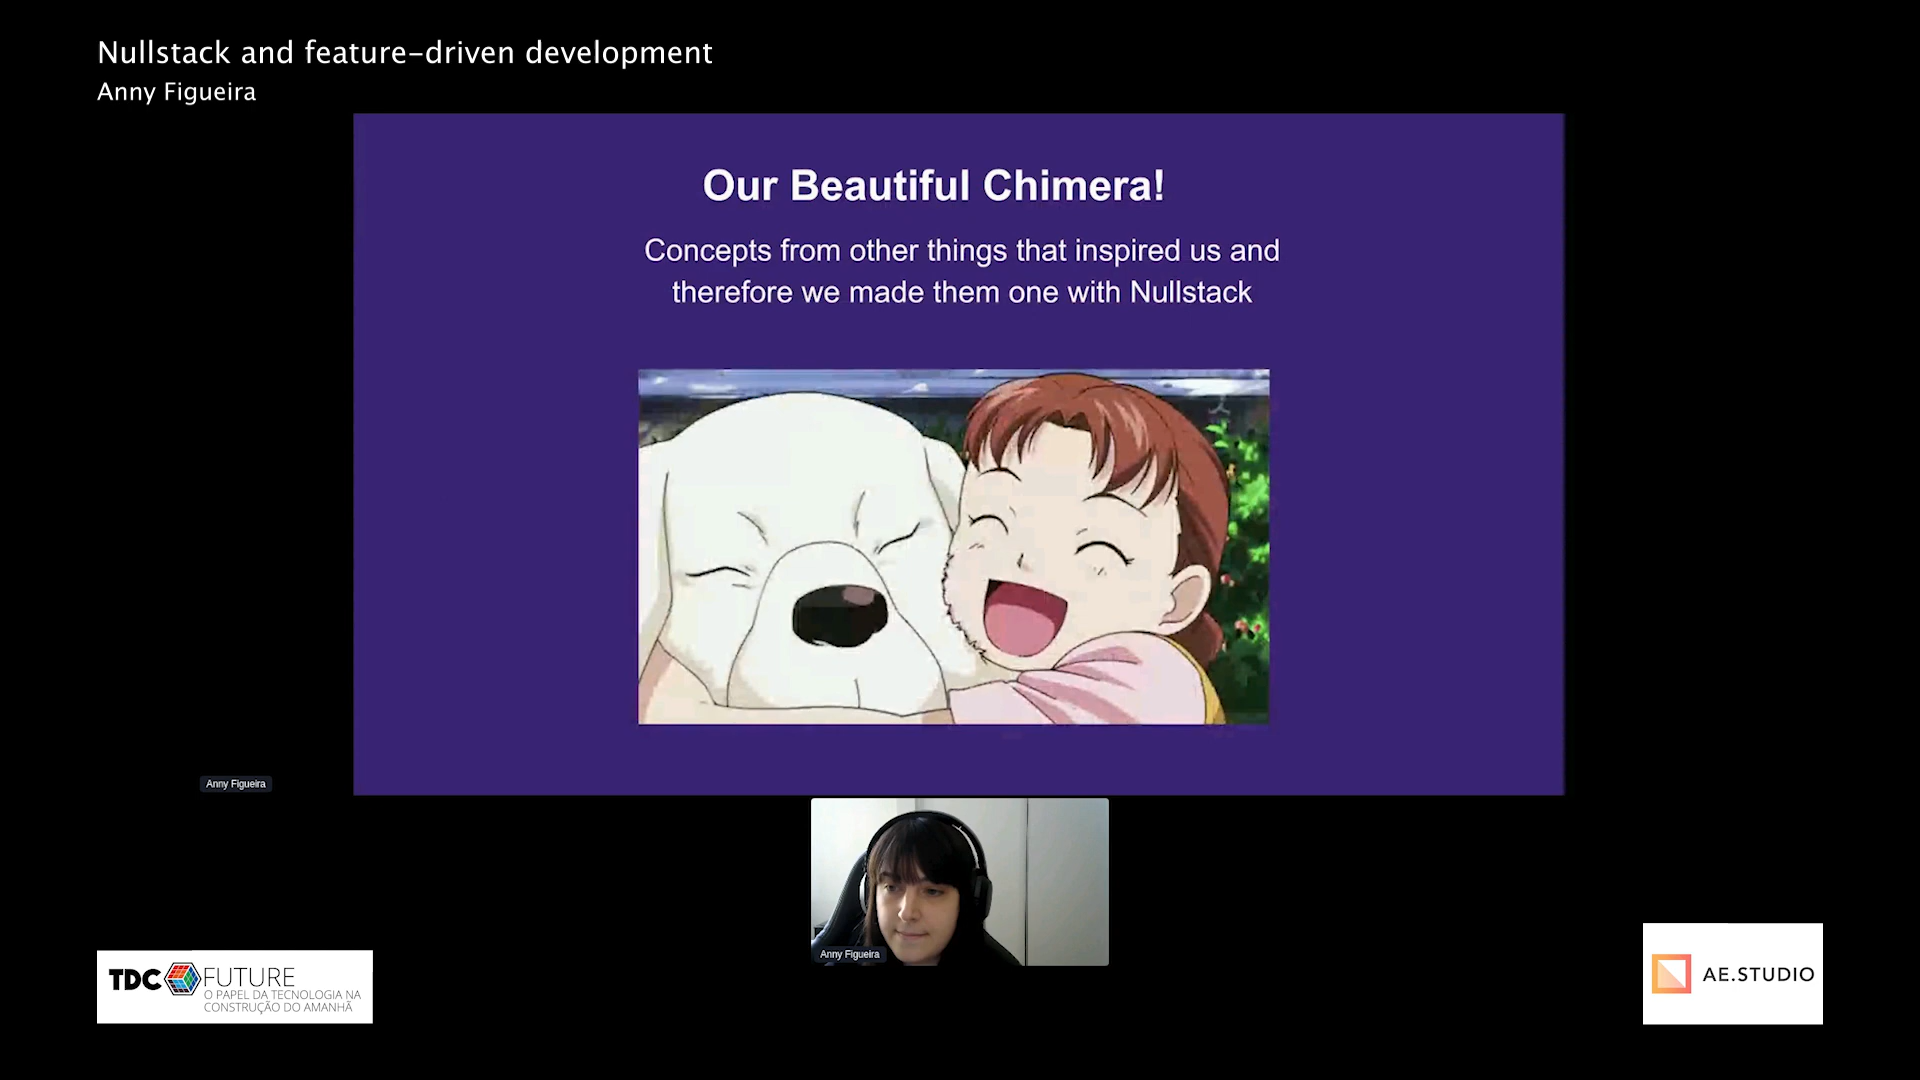 Nullstack and feature-driven development
Anny Figueira
Our Beautiful Chimera!
Concepts from other things that inspired us and
therefore we made them one with Nullstack
Anny Figueira
Anny Figueira
TDC FUTURE
O PAPEL DA TECNOLOGIA NA
CONSTRUÇÃO DO AMANHÃ
AE.STUDIO